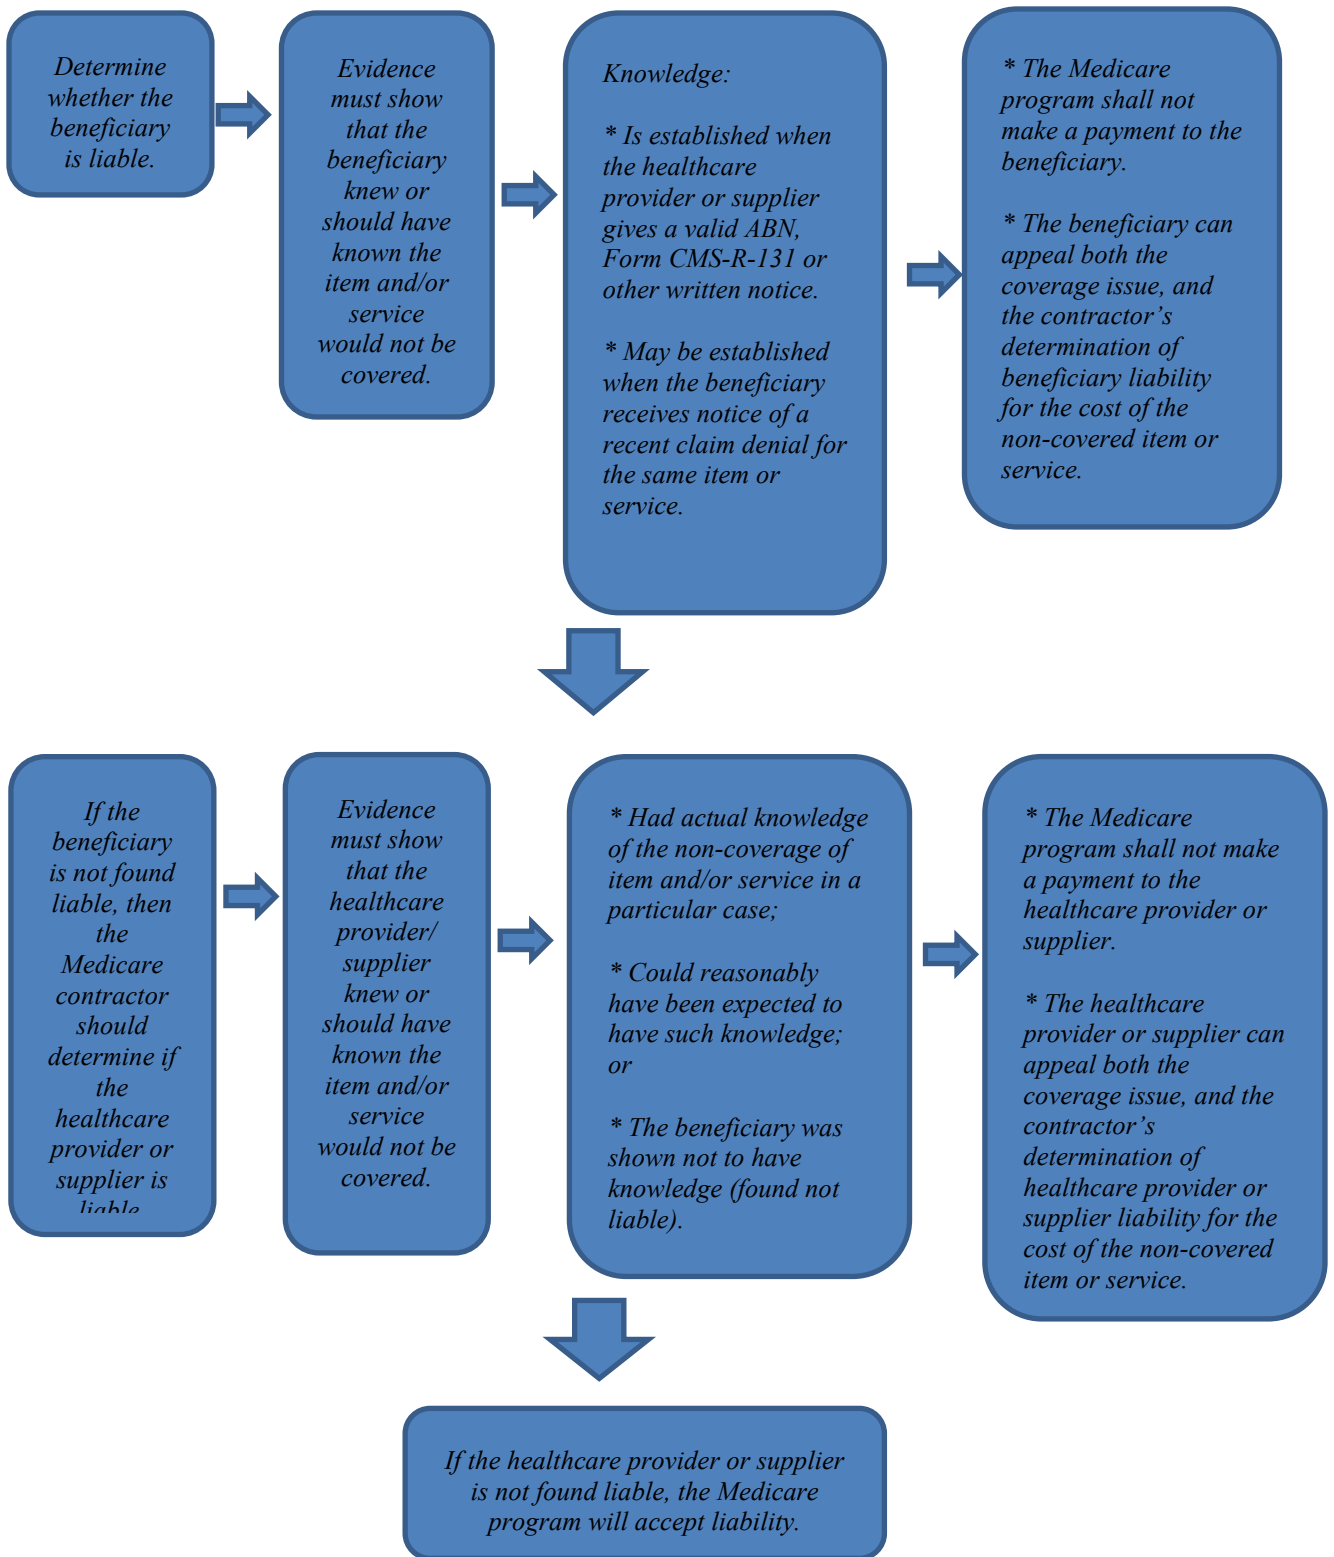 Determine
whether the
beneficiary
is liable.
Evidence
must show
that the
beneficiary
knew or
should have
known the
item and/or
service
would not be
covered.
Knowledge:
* Is established when
the healthcare
provider or supplier
gives a valid ABN,
Form CMS-R-131 or
other written notice.
* May be established
when the beneficiary
receives notice of a
recent claim denial for
the same item or
service.
* The Medicare
program shall not
make a payment to the
beneficiary.
* The beneficiary can
appeal both the
coverage issue, and
the contractor’s
determination of
beneficiary liability
for the cost of the
non-covered item or
service.
If the
beneficiary
is not found
liable, then
the
Medicare
contractor
should
determine if
the
healthcare
provider or
supplier is
liable
Evidence
must show
that the
healthcare
provider/
supplier
knew or
should have
known the
item and/or
service
would not be
covered.
* Had actual knowledge
of the non-coverage of
item and/or service in a
particular case;
* Could reasonably
have been expected to
have such knowledge;
or
* The beneficiary was
shown not to have
knowledge (found not
liable).
* The Medicare
program shall not make
a payment to the
healthcare provider or
supplier.
* The healthcare
provider or supplier can
appeal both the
coverage issue, and the
contractor’s
determination of
healthcare provider or
supplier liability for the
cost of the non-covered
item or service.
If the healthcare provider or supplier
is not found liable, the Medicare
program will accept liability.